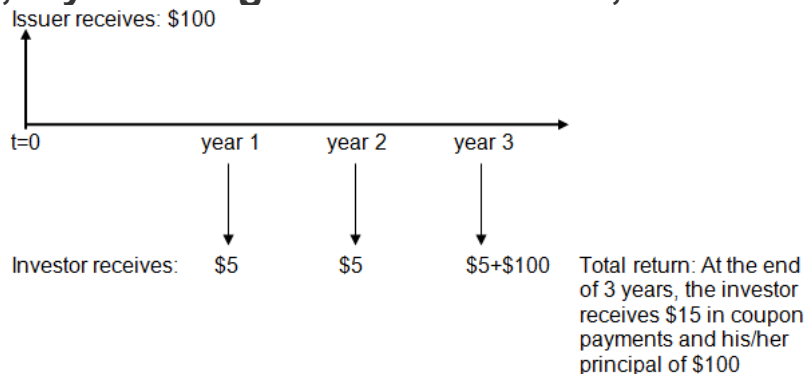 Issuer receives: $100
t=0 year 1 year 2 year 3
Investor receives: $5 $5 $5+$100 Total return: At the end
of 3 years, the investor
receives $15 in coupon
payments and his/her
principal of $100